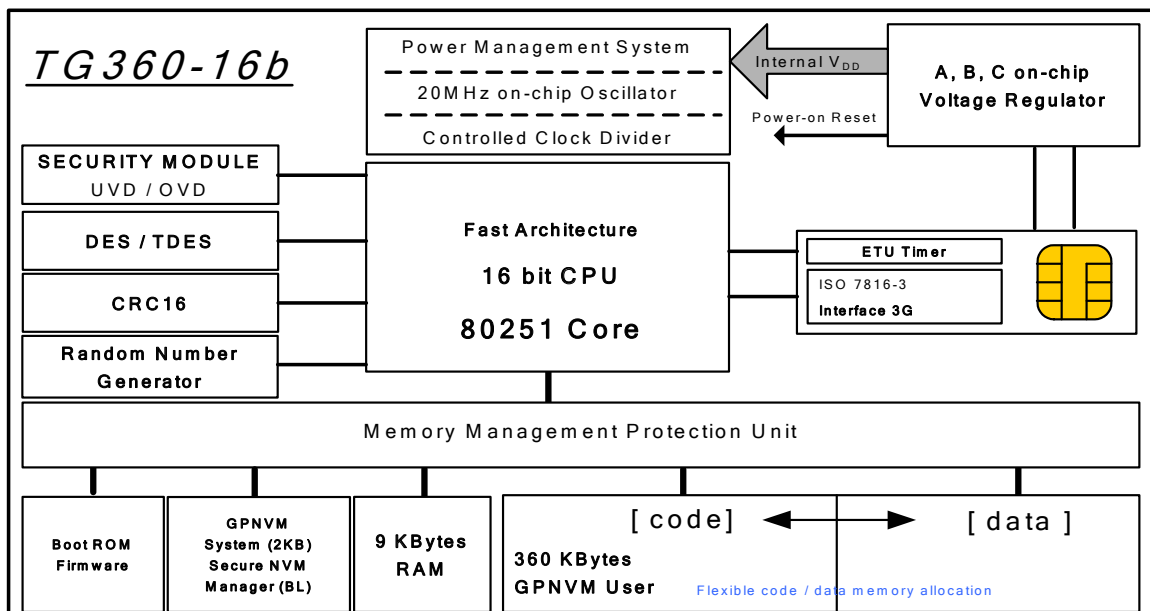 TG360-16b
Power Management System
20MHz on-chip Oscillator
Controlled Clock Divider
Internal VDD
Power-on Reset
A, B, C on-chip
Voltage Regulator
SECURITY MODULE
UVD / OVD
DES / TDES
CRC16
Random Number
Generator
Fast Architecture
16 bit CPU
80251 Core
ETU Timer
ISO 7816-3
Interface 3G
Memory Management Protection Unit
Boot ROM
Firmware
GPNVM
System (2KB)
Secure NVM
Manager (BL)
9 KBytes
RAM
[ code]
[ data ]
360 KBytes
GPNVM User
Flexible code / data memory allocation